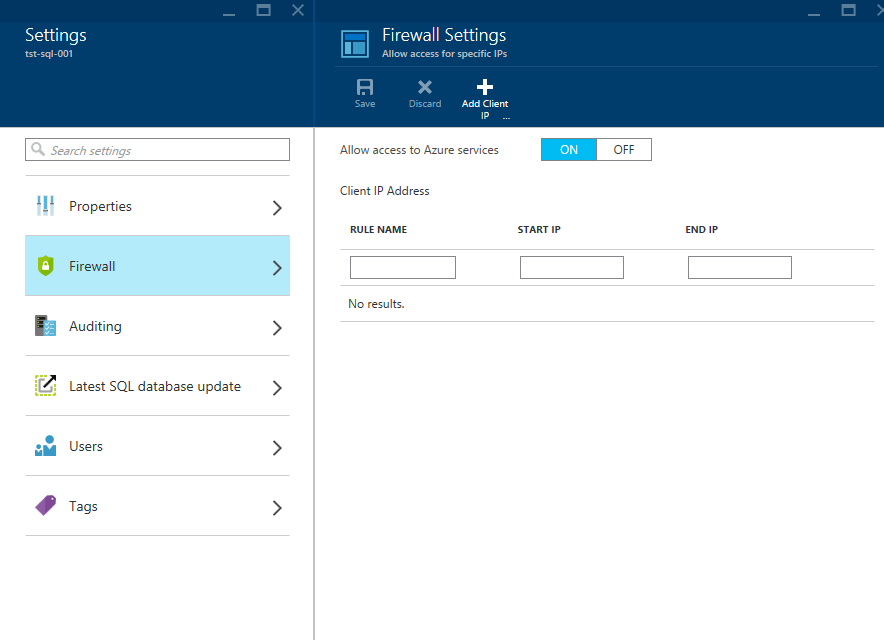 Settings
tst-sql-001
Search settings
Properties
Firewall
Auditing
Latest SQL database update
Users
Tags
Firewall Settings
Allow access for specific IPs
Save
Discard
Add Client
IP ...
Allow access to Azure services
ON
OFF
Client IP Address
RULE NAME
START IP
END IP
No results.